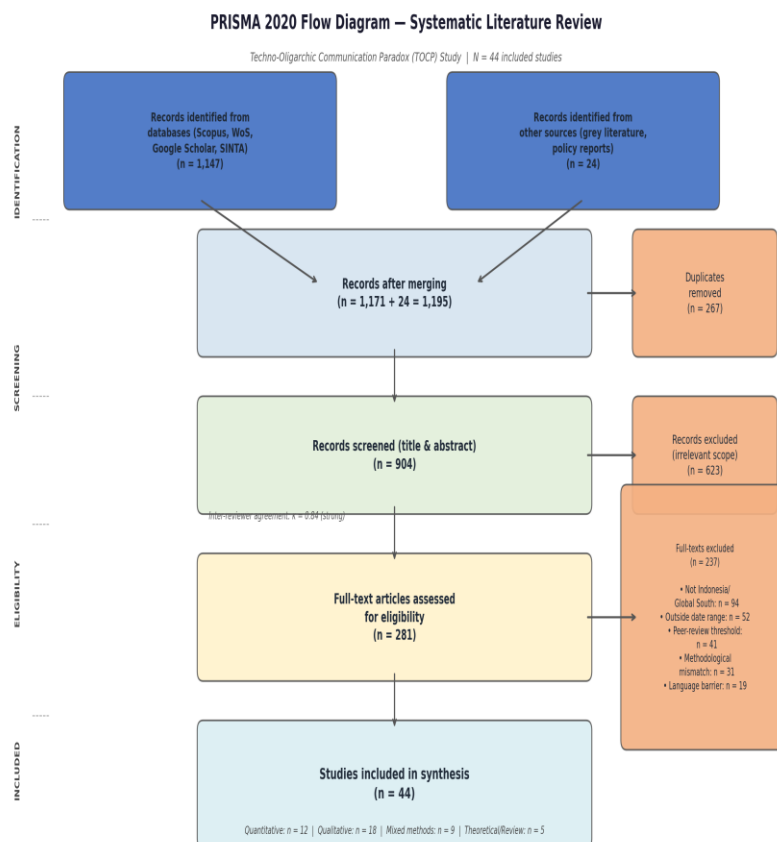 PRISMA 2020 Flow Diagram — Systematic Literature Review
Techno-Oligarchic Communication Paradox (TOCP) Study | N = 44 included studies
IDENTIFICATION
Records identified from
databases (Scopus, WoS,
Google Scholar, SINTA)
(n = 1,147)
Records identified from
other sources (grey literature,
policy reports)
(n = 24)
SCREENING
Records after merging
(n = 1,171 + 24 = 1,195)
Duplicates
removed
(n = 267)
Records screened (title & abstract)
(n = 904)
Records excluded
(irrelevant scope)
(n = 623)
Inter-reviewer agreement: κ = 0.84 (strong)
ELIGIBILITY
Full-text articles assessed
for eligibility
(n = 281)
Full-texts excluded
(n = 237)
• Not Indonesia/
Global South: n = 94
• Outside date range: n = 52
• Peer-review threshold:
n = 41
• Methodological
mismatch: n = 31
• Language barrier: n = 19
INCLUDED
Studies included in synthesis
(n = 44)
Quantitative: n = 12 | Qualitative: n = 18 | Mixed methods: n = 9 | Theoretical/Review: n = 5